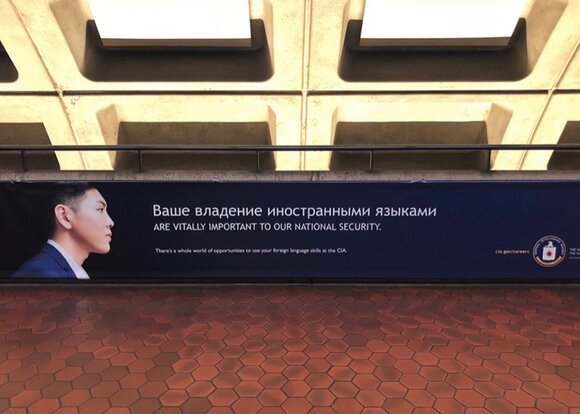 Ваше владение иностранными языками
ARE VITALLY IMPORTANT TO OUR NATIONAL SECURITY.
There's a whole world of opportunities to use your foreign language skills at the CIA.
cia.gov/careers